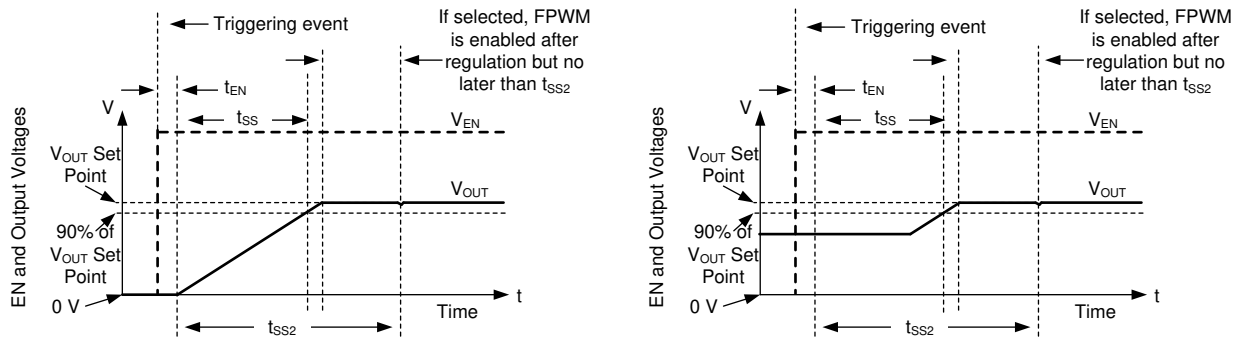 Triggering event
If selected, FPWM
is enabled after
regulation but no
later than tSS2
tEN
tSS
V
VEN
VOUT Set
Point
VOUT
90% of
VOUT Set
Point
0 V
t
Time
tSS2
EN and Output Voltages
Triggering event
If selected, FPWM
is enabled after
regulation but no
later than tSS2
tEN
tSS
V
VEN
VOUT Set
Point
VOUT
90% of
VOUT Set
Point
0 V
t
Time
tSS2
EN and Output Voltages